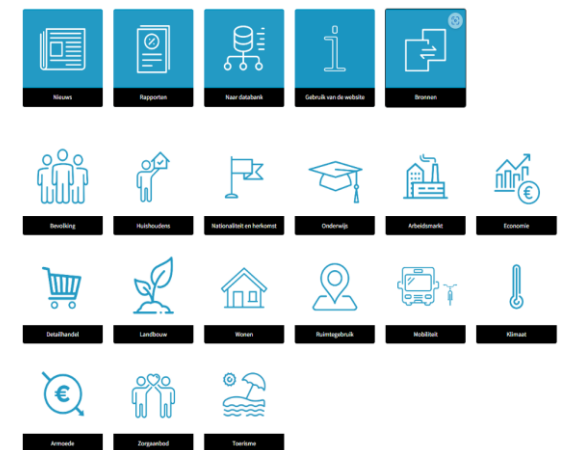 Nieuws
Rapporten
Naar databank
Gebruik van de website
Bronnen
Bevolking
Huishoudens
Nationaliteit en herkomst
Onderwijs
Arbeidsmarkt
Economie
Detailhandel
Landbouw
Wonen
Ruimtegebruik
Mobiliteit
Klimaat
Armoede
Zorgaanbod
Toerisme